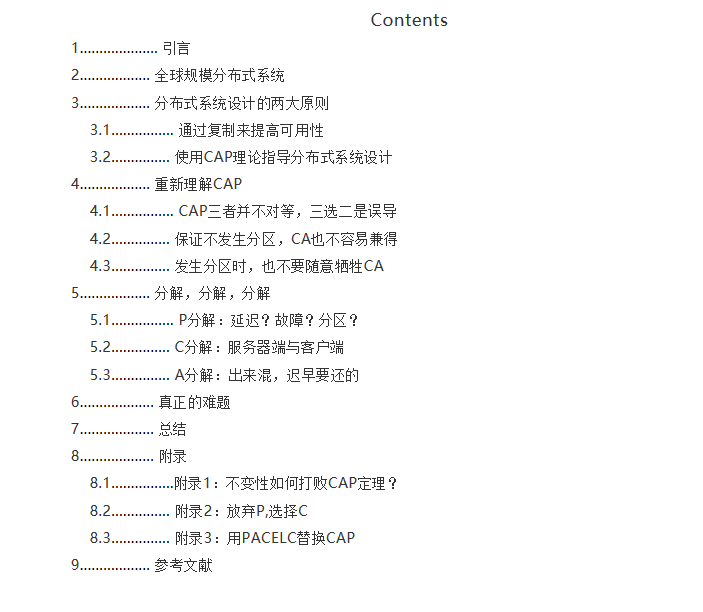 Contents
1.................... 引言
2.................. 全球规模分布式系统
3.................. 分布式系统设计的两大原则
3.1................ 通过复制来提高可用性
3.2............... 使用CAP理论指导分布式系统设计
4.................. 重新理解CAP
4.1................ CAP三者并不对等，三选二是误导
4.2............... 保证不发生分区，CA也不容易兼得
4.3............... 发生分区时，也不要随意牺牲CA
5.................. 分解，分解，分解
5.1................ P分解：延迟？故障？分区？
5.2............... C分解：服务器端与客户端
5.3............... A分解：出来混，迟早要还的
6................... 真正的难题
7................... 总结
8................... 附录
8.1................附录1：不变性如何打败CAP定理？
8.2............... 附录2：放弃P,选择C
8.3............... 附录3：用PACELC替换CAP
9.................. 参考文献